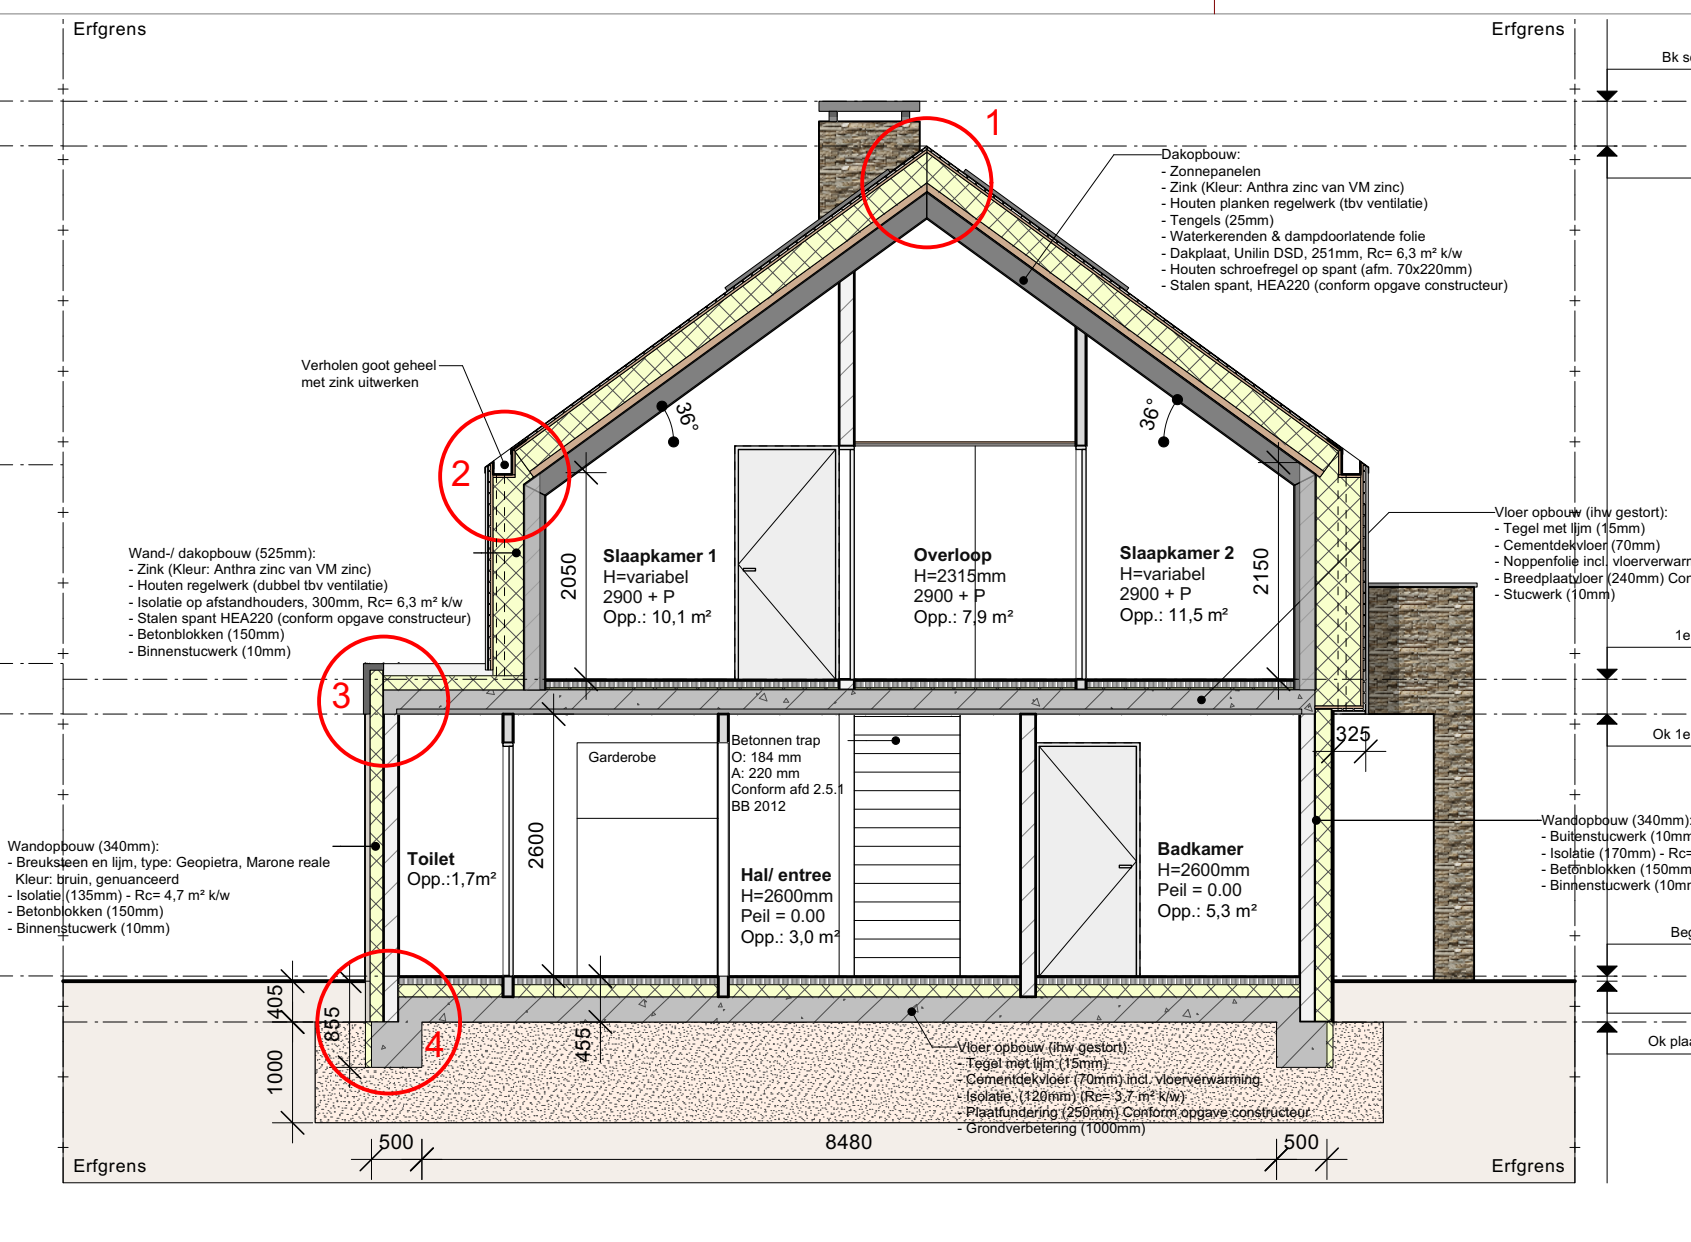 Erfgrens
Erfgrens
Bk
1
Dakopbouw:
- Zonnepanelen
- Zink (Kleur: Anthra zinc van VM zinc)
- Houten planken regelwerk (tbv ventilatie)
- Tengels (25mm)
- Waterkerenden & dampdoorlatende folie
- Dakplaat, Unilin DSD, 251mm, Rc= 6,3 m² k/w
- Houten schroefregel op spant (afm. 70x220mm)
- Stalen spant, HEA220 (conform opgave constructeur)
Verholen goot geheel
met zink uitwerken
36°
36°
2
Vloer opbouw (ihw gestort):
- Tegel met lijm (15mm)
- Cementdekvloer (70mm)
- Noppenfolie incl. vloerverwarm
- Breedplaatvloer (240mm) Con
- Stucwerk (10mm)
Wand-/ dakopbouw (525mm):
- Zink (Kleur: Anthra zinc van VM zinc)
- Houten regelwerk (dubbel tbv ventilatie)
- Isolatie op afstandhouders, 300mm, Rc= 6,3 m² k/w
- Stalen spant HEA220 (conform opgave constructeur)
- Betonblokken (150mm)
- Binnenstucwerk (10mm)
2050
Slaapkamer 1
H=variabel
2900 + P
Opp.: 10,1 m²
Overloop
H=2315mm
2900 + P
Opp.: 7,9 m²
Slaapkamer 2
H=variabel
2900 + P
Opp.: 11,5 m²
2150
1e
3
Ok 1e
325
Garderobe
Betonnen trap
O: 184 mm
A: 220 mm
Conform afd 2.5.1
BB 2012
Wandopbouw (340mm):
- Breuksteen en lijm, type: Geopietra, Marone reale
Kleur: bruin, genuanceerd
- Isolatie (135mm) - Rc= 4,7 m² k/w
- Betonblokken (150mm)
- Binnenstucwerk (10mm)
Toilet
Opp.:1,7m²
2600
Hal/ entree
H=2600mm
Peil = 0.00
Opp.: 3,0 m²
Badkamer
H=2600mm
Peil = 0.00
Opp.: 5,3 m²
Wandopbouw (340mm):
- Buitenstucwerk (10mm
- Isolatie (170mm) - Rc=
- Betonblokken (150mm
- Binnenstucwerk (10mm
Beg
405
855
1000
4
455
Ok plaa
Vloer opbouw (ihw gestort):
- Tegel met lijm (15mm)
- Cementdekvloer (70mm) incl. vloerverwarming
- Isolatie, (120mm) (Rc= 3,7 m² k/w)
- Plaatfundering (250mm) Conform opgave constructeur
- Grondverbetering (1000mm)
500
8480
500
Erfgrens
Erfgrens